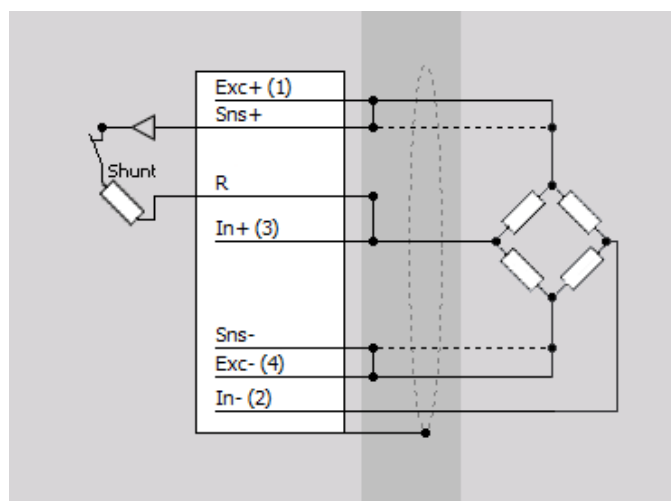 Exc+ (1)
Sns+
Shunt
R
In+ (3)
Sns-
Exc- (4)
In- (2)